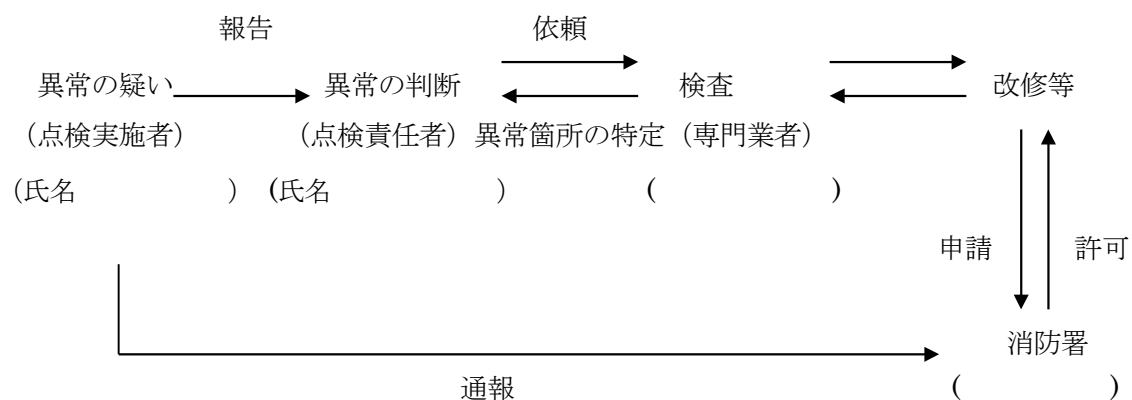 報告 依頼
異常の疑い 異常の判断 検査 改修等
(点検実施者) (点検責任者) 異常箇所の特定 (専門業者)
(氏名 ) (氏名 ) ( )
申請 許可
消防署
通報 ( )